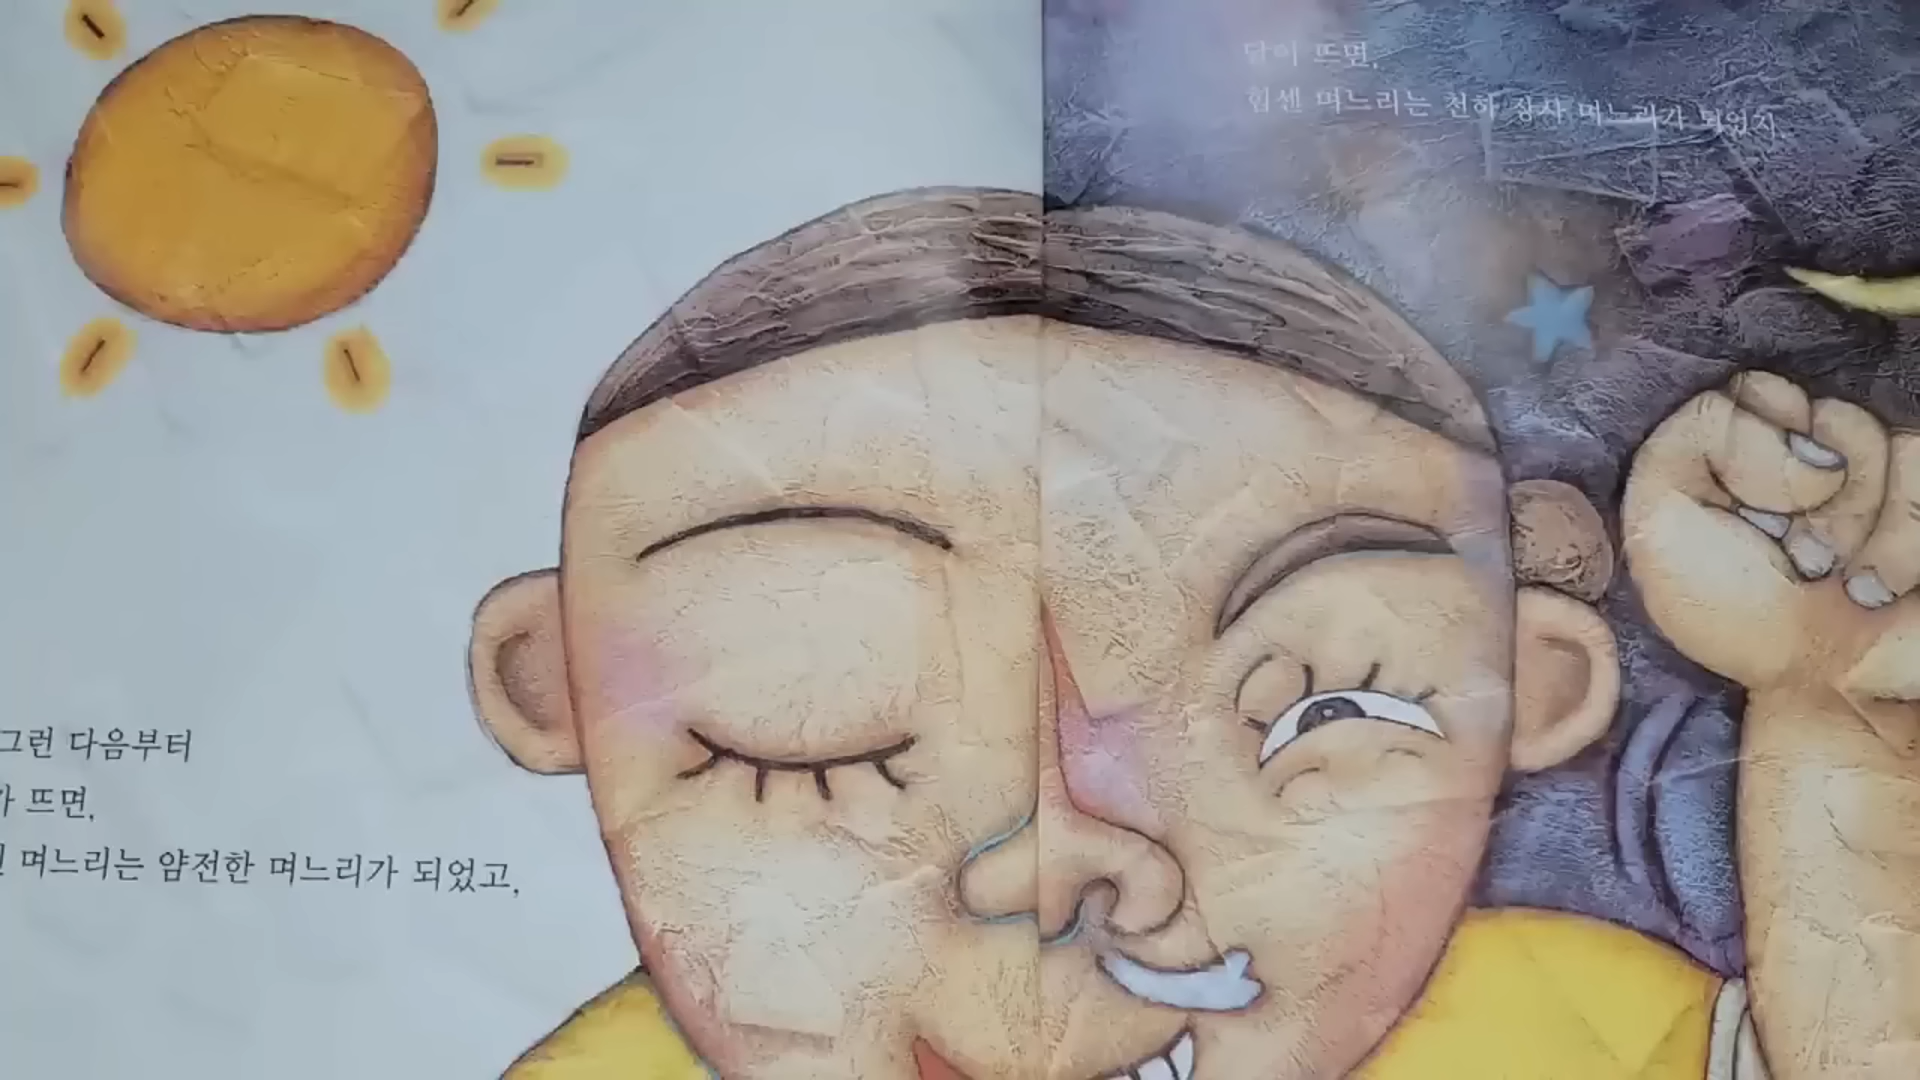 그런 다음부터
가 뜨면,
며느리는 얌전한 며느리가 되었고,
달이 뜨면,
힘센 며느리는 천하 장사 며느리가 되었지.